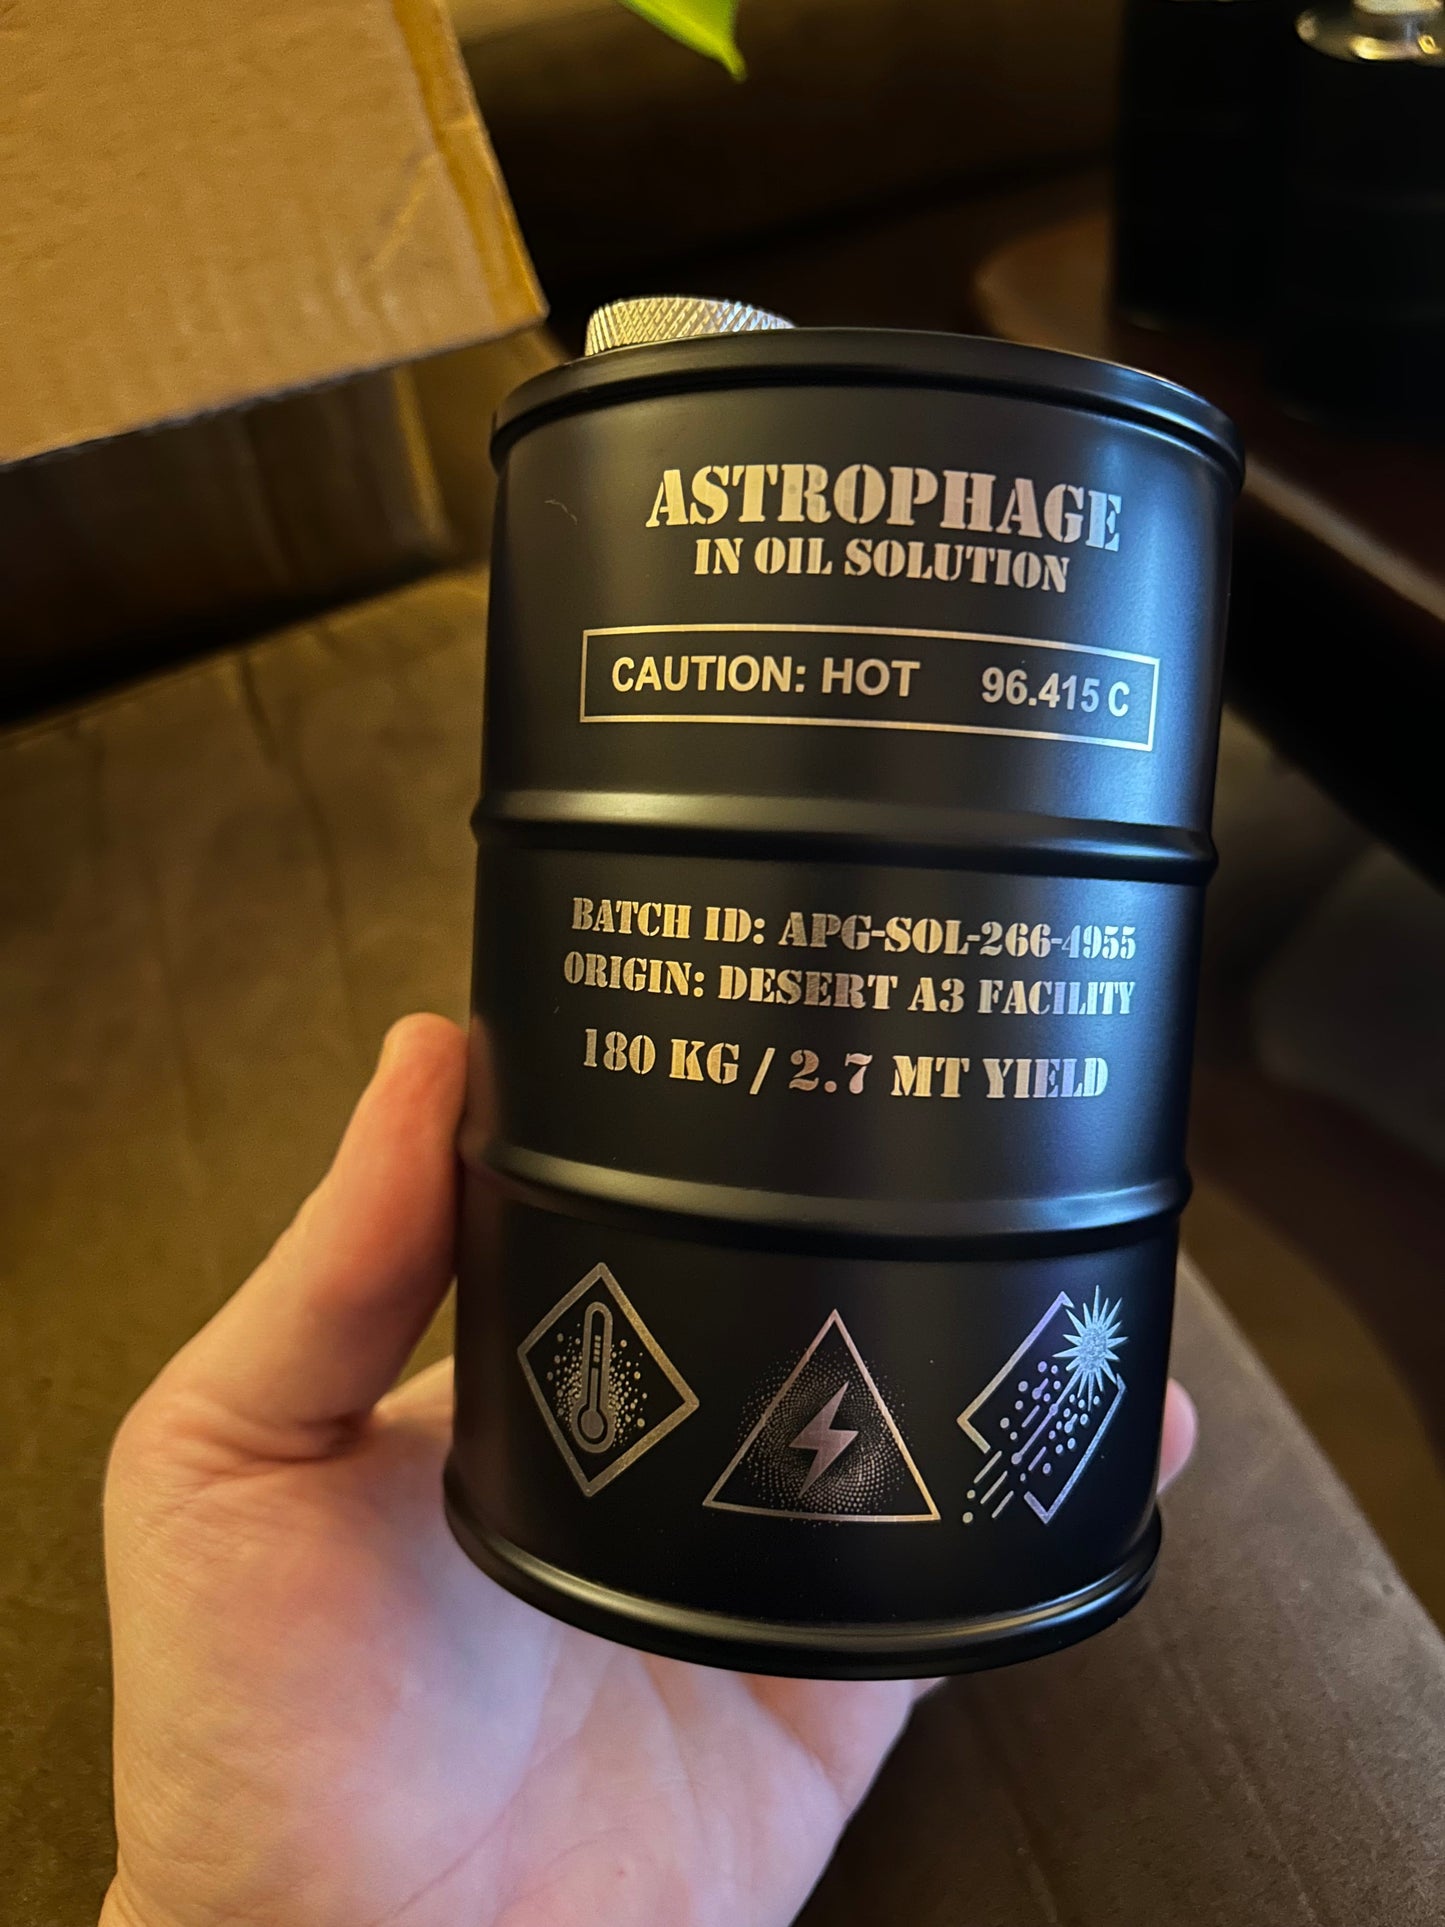 ASTROPHAGE
IN OIL SOLUTION
CAUTION: HOT 96.415 C
BATCH ID: APG-SOL-266-4955
ORIGIN: DESERT A3 FACILITY
180 KG / 2.7 MT YIELD